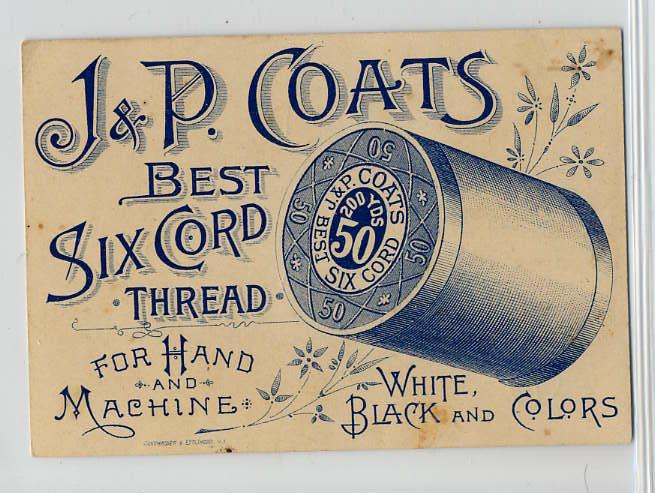 J. & P. COATS
BEST
SIX CORD
THREAD
FOR HAND
AND
MACHINE
50
50
50
50
J. & P. COATS
200 YDS
50
BEST SIX CORD
WHITE,
BLACK AND COLORS